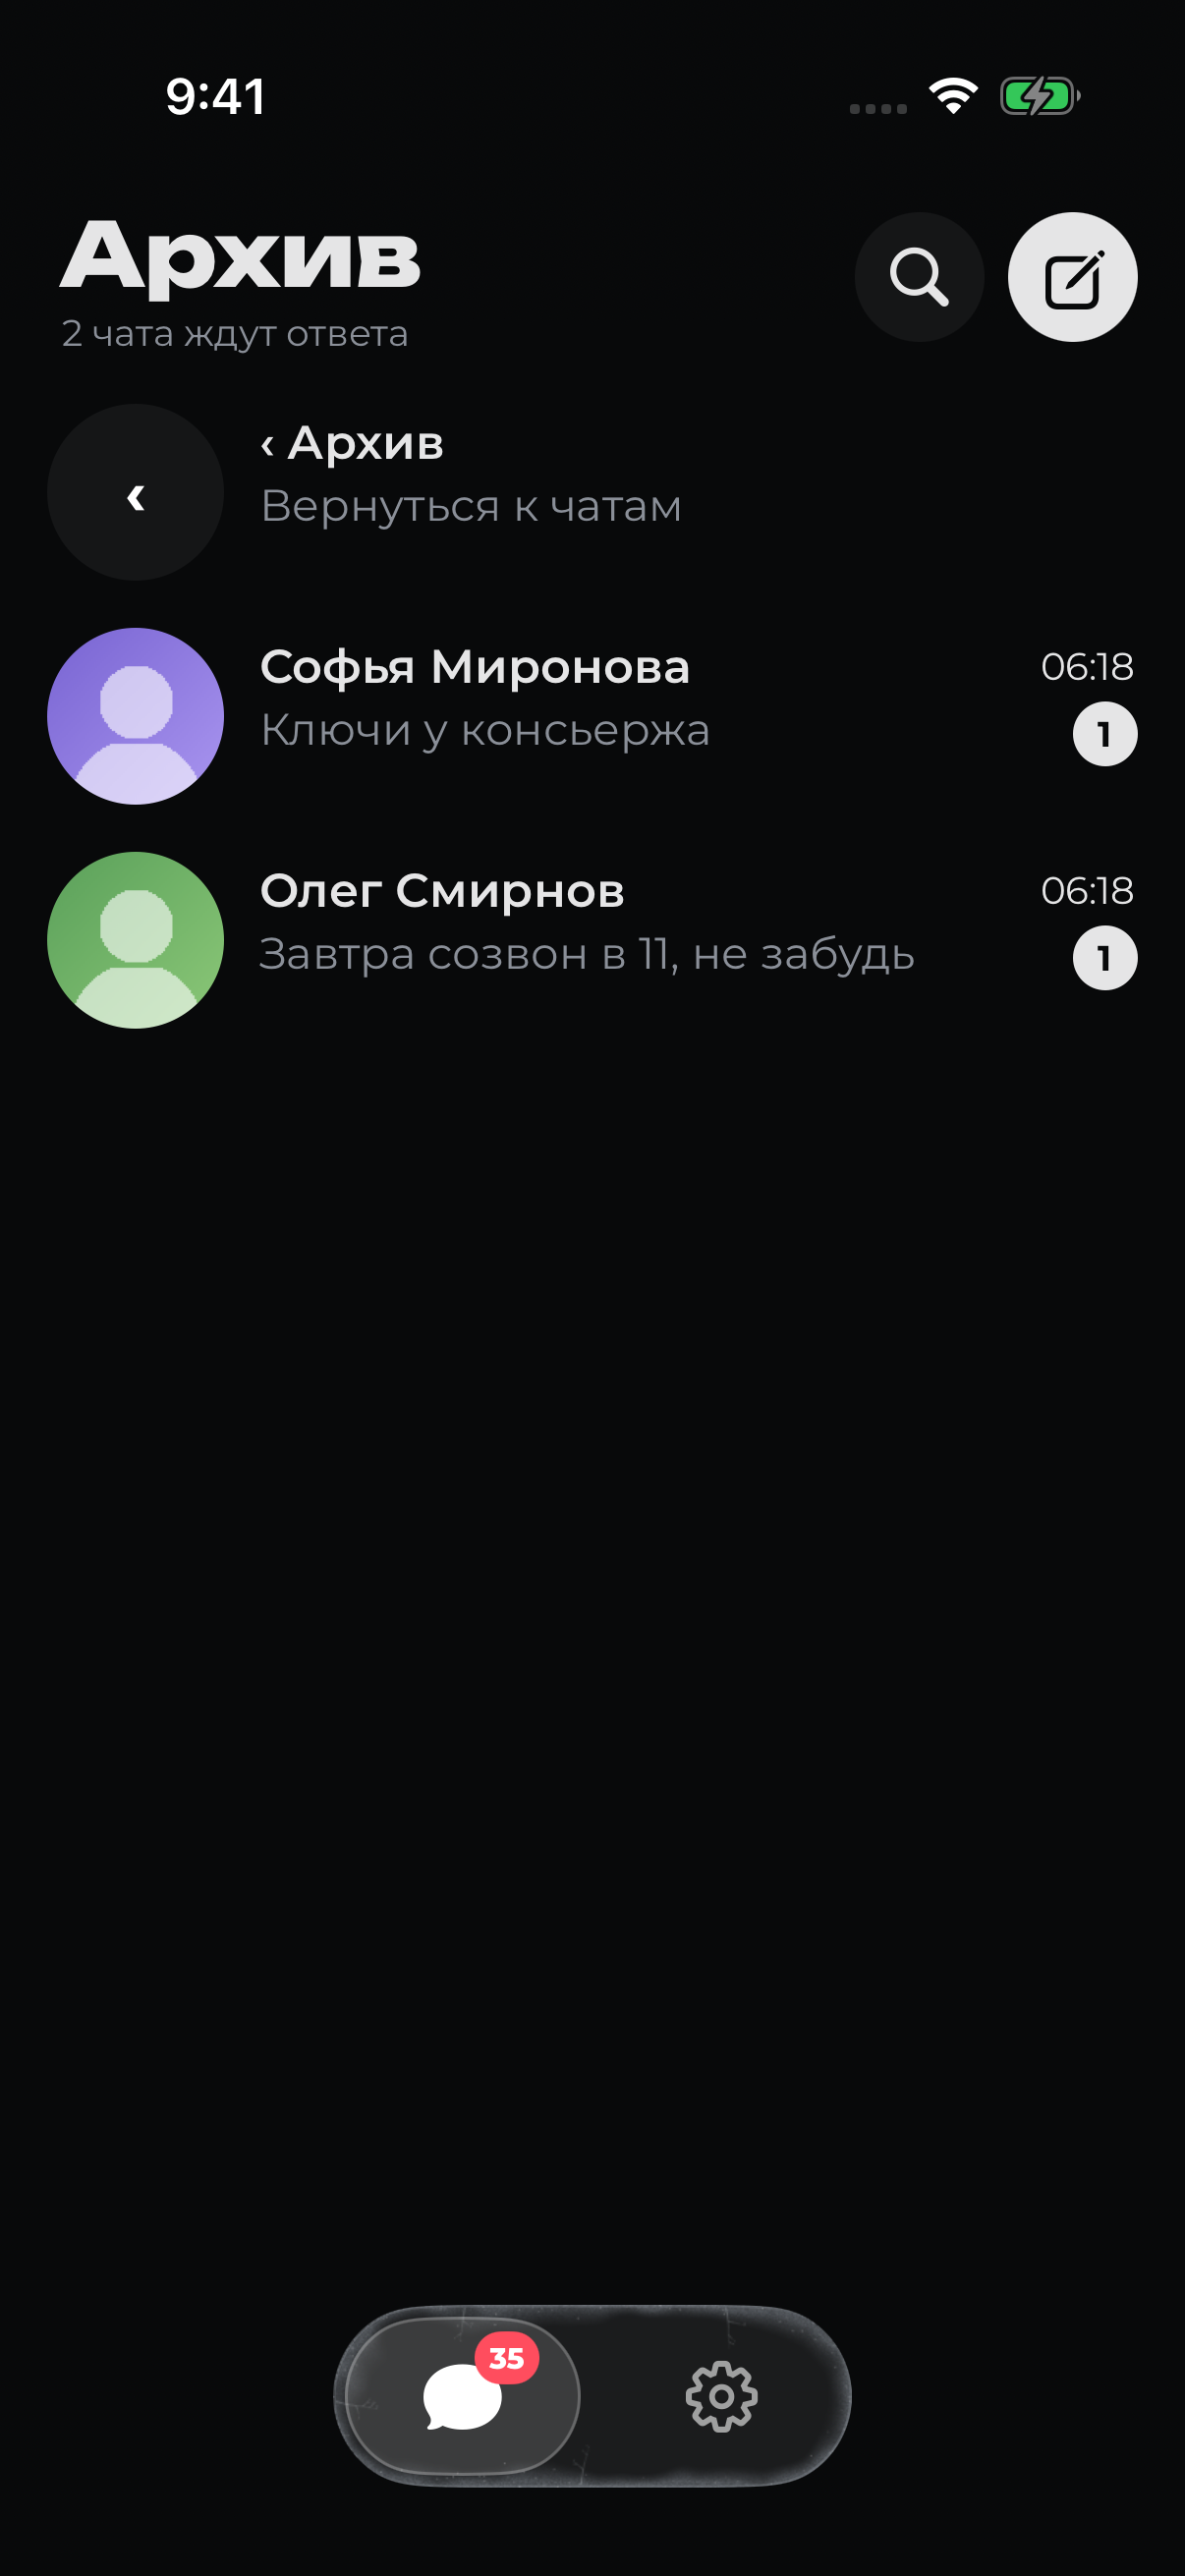 9:41
Архив
2 чата ждут ответа
‹
‹ Архив
Вернуться к чатам
Софья Миронова
06:18
Ключи у консьержа
1
Олег Смирнов
06:18
Завтра созвон в 11, не забудь
1
35